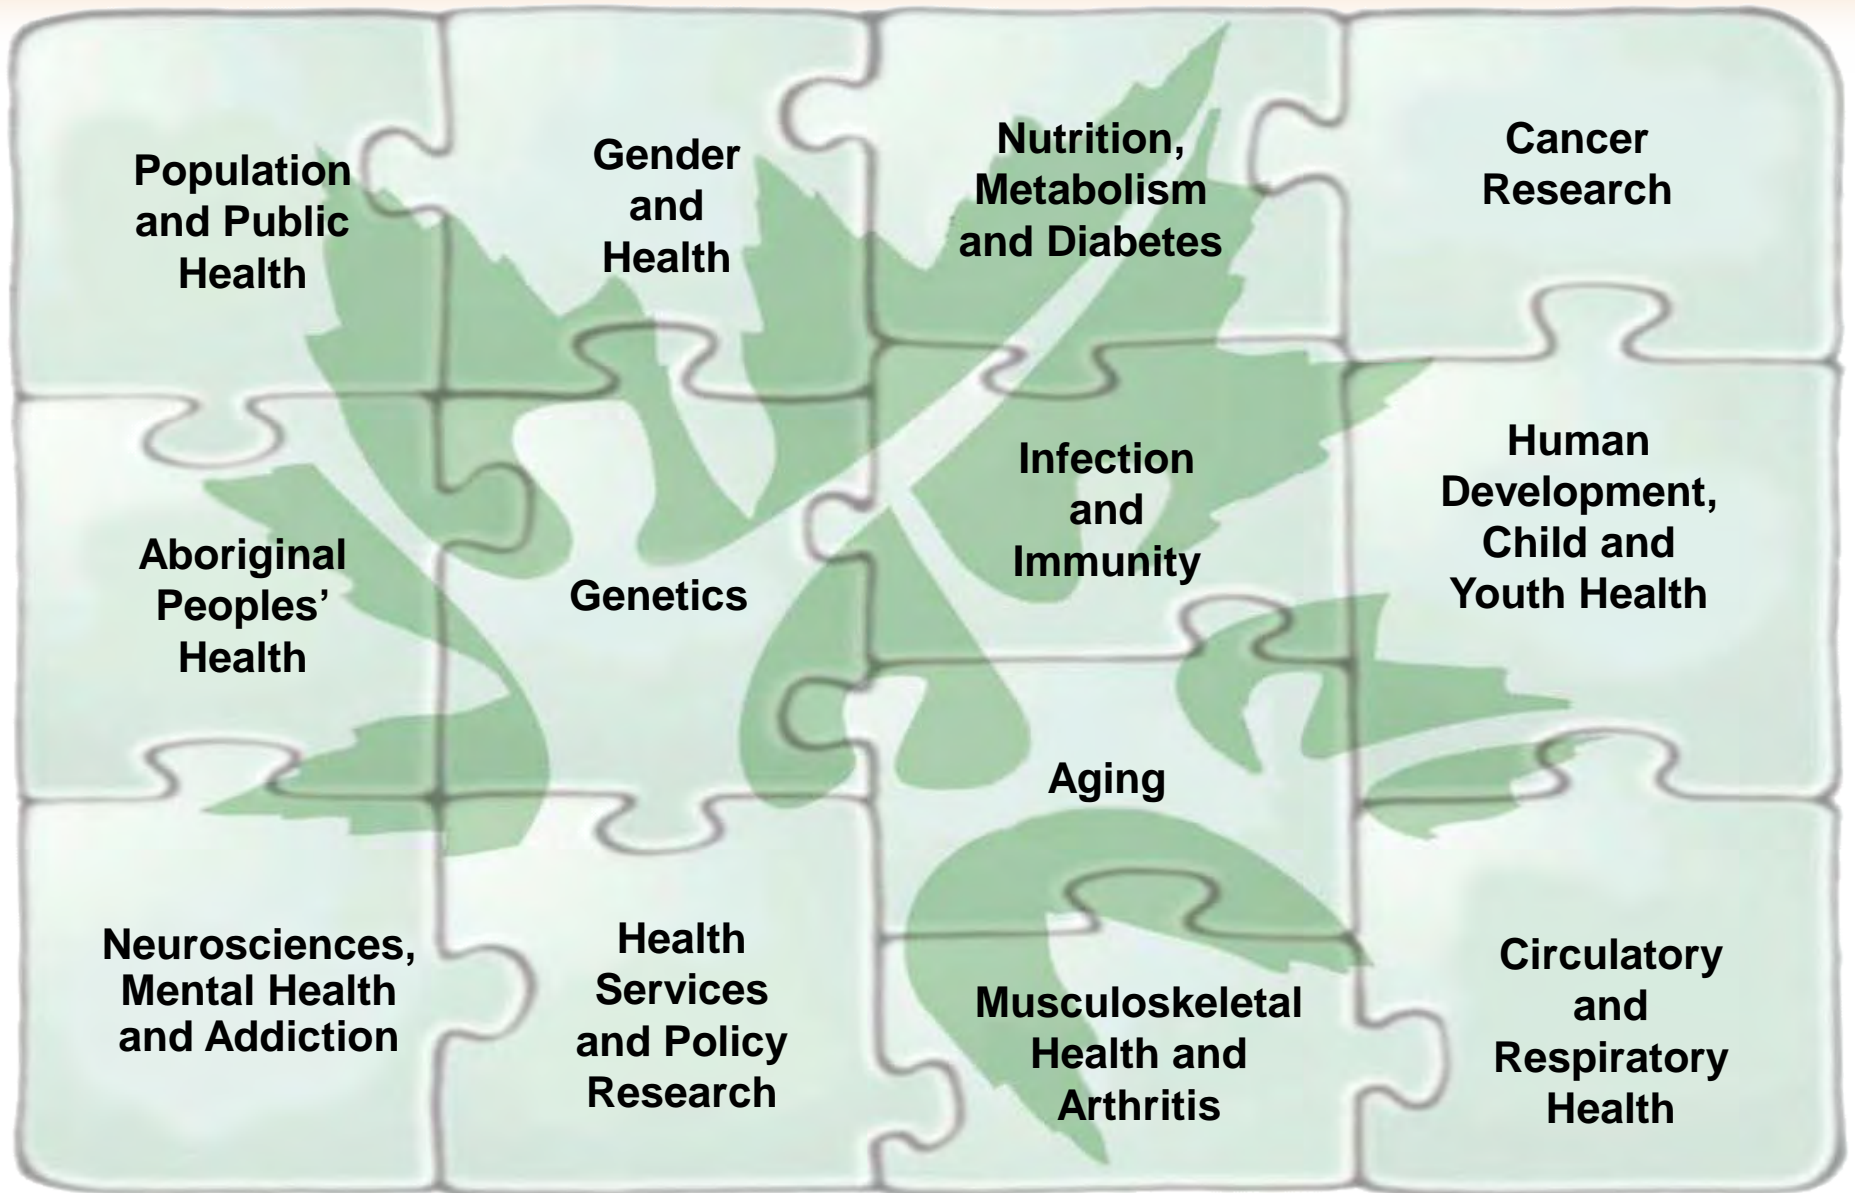 Population
and Public
Health
Gender
and
Health
Nutrition,
Metabolism
and Diabetes
Cancer
Research
Aboriginal
Peoples’
Health
Genetics
Infection
and
Immunity
Human
Development,
Child and
Youth Health
Aging
Neurosciences,
Mental Health
and Addiction
Health
Services
and Policy
Research
Musculoskeletal
Health and
Arthritis
Circulatory
and
Respiratory
Health